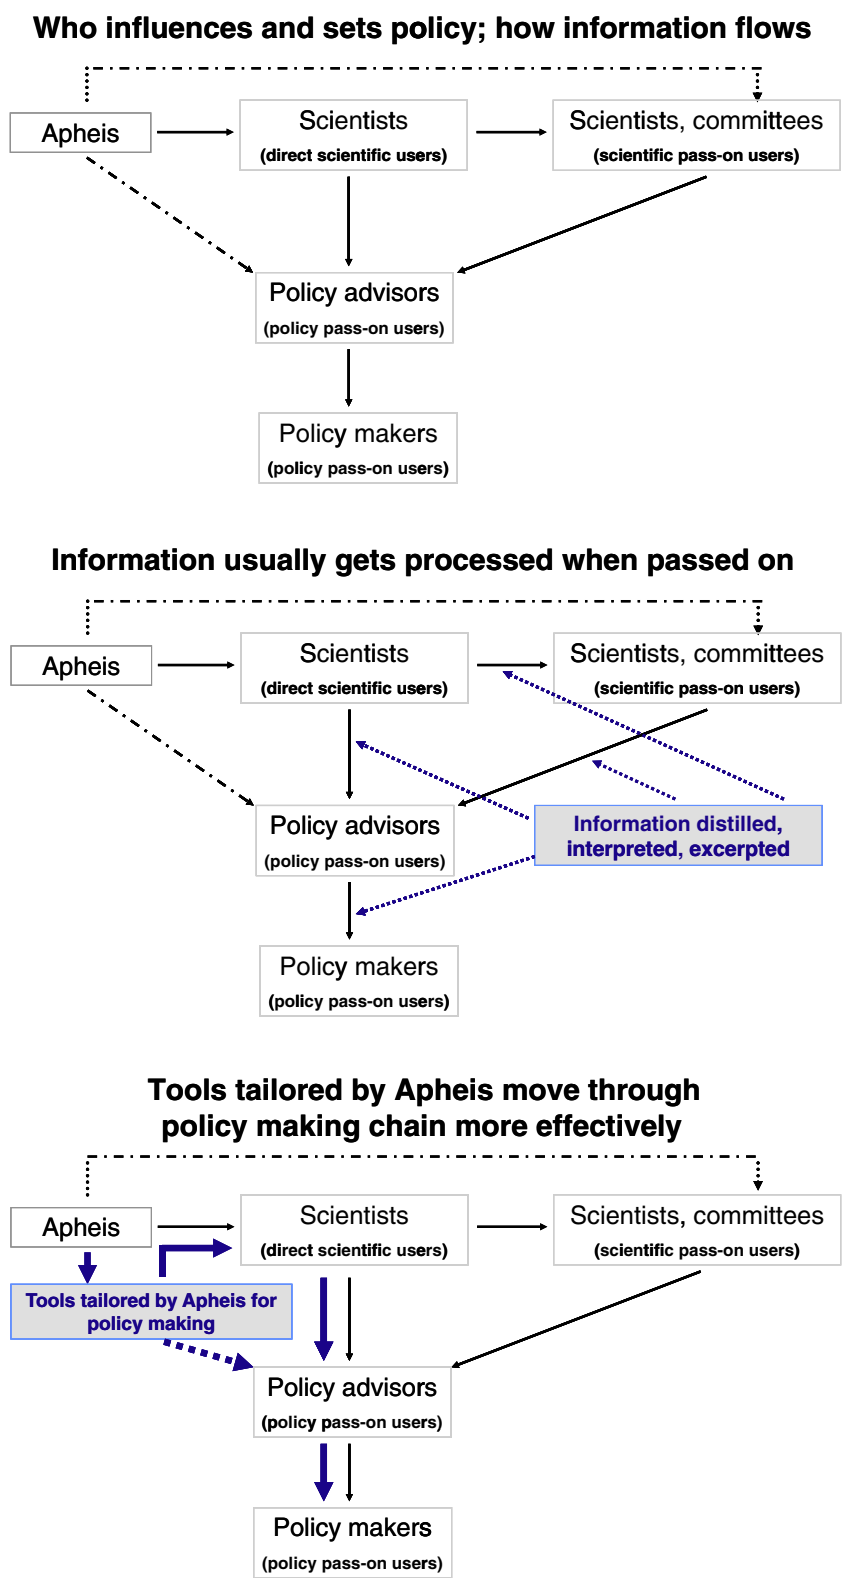 Who influences and sets policy; how information flows
Apheis
Scientists
(direct scientific users)
Scientists, committees
(scientific pass-on users)
Policy advisors
(policy pass-on users)
Policy makers
(policy pass-on users)
Information usually gets processed when passed on
Apheis
Scientists
(direct scientific users)
Scientists, committees
(scientific pass-on users)
Policy advisors
(policy pass-on users)
Information distilled,
interpreted, excerpted
Policy makers
(policy pass-on users)
Tools tailored by Apheis move through
policy making chain more effectively
Apheis
Scientists
(direct scientific users)
Scientists, committees
(scientific pass-on users)
Tools tailored by Apheis for
policy making
Policy advisors
(policy pass-on users)
Policy makers
(policy pass-on users)